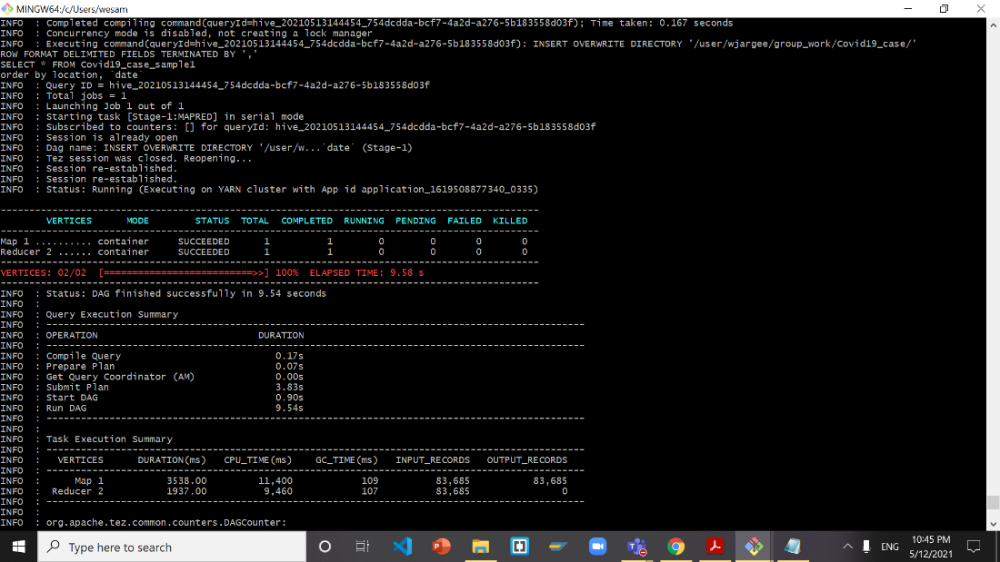 MINGW64:/c/Users/wesam
INFO  : Completed compiling command(queryId=hive_20210513144454_754dcdda-bcf7-4a2d-a276-5b183558d03f); Time taken: 0.167 seconds
INFO  : Concurrency mode is disabled, not creating a lock manager
INFO  : Executing command(queryId=hive_20210513144454_754dcdda-bcf7-4a2d-a276-5b183558d03f): INSERT OVERWRITE DIRECTORY '/user/wjargee/group_work/Covid19_case/'
ROW FORMAT DELIMITED FIELDS TERMINATED BY ','
SELECT * FROM Covid19_case_sample1
order by location, `date`
INFO  : Query ID = hive_20210513144454_754dcdda-bcf7-4a2d-a276-5b183558d03f
INFO  : Total jobs = 1
INFO  : Launching Job 1 out of 1
INFO  : Starting task [Stage-1:MAPRED] in serial mode
INFO  : Subscribed to counters: [] for queryId: hive_20210513144454_754dcdda-bcf7-4a2d-a276-5b183558d03f
INFO  : Session is already open
INFO  : Dag name: INSERT OVERWRITE DIRECTORY '/user/w...`date` (Stage-1)
INFO  : Tez session was closed. Reopening...
INFO  : Session re-established.
INFO  : Session re-established.
INFO  : Status: Running (Executing on YARN cluster with App id application_1619508877340_0335)
----------------------------------------------------------------------------------------------
VERTICES MODE STATUS TOTAL COMPLETED RUNNING PENDING FAILED KILLED
----------------------------------------------------------------------------------------------
Map 1 .......... container SUCCEEDED 1 1 0 0 0 0
Reducer 2 ...... container SUCCEEDED 1 1 0 0 0 0
----------------------------------------------------------------------------------------------
VERTICES: 02/02 [==========================>>] 100% ELAPSED TIME: 9.58 s
----------------------------------------------------------------------------------------------
INFO  : Status: DAG finished successfully in 9.54 seconds
INFO  :
INFO  : Query Execution Summary
INFO  : ----------------------------------------------------------------------------------------------
INFO  : OPERATION DURATION
INFO  : ----------------------------------------------------------------------------------------------
INFO  : Compile Query 0.17s
INFO  : Prepare Plan 0.07s
INFO  : Get Query Coordinator (AM) 0.00s
INFO  : Submit Plan 3.83s
INFO  : Start DAG 0.90s
INFO  : Run DAG 9.54s
INFO  : ----------------------------------------------------------------------------------------------
INFO  :
INFO  : Task Execution Summary
INFO  : ----------------------------------------------------------------------------------------------
INFO  : VERTICES DURATION(ms) CPU_TIME(ms) GC_TIME(ms) INPUT_RECORDS OUTPUT_RECORDS
INFO  : ----------------------------------------------------------------------------------------------
INFO  : Map 1 3538.00 11,400 109 83,685 83,685
INFO  : Reducer 2 1937.00 9,460 107 83,685 0
INFO  : ----------------------------------------------------------------------------------------------
INFO  :
INFO  : org.apache.tez.common.counters.DAGCounter:
Type here to search
ENG
10:45 PM
5/12/2021